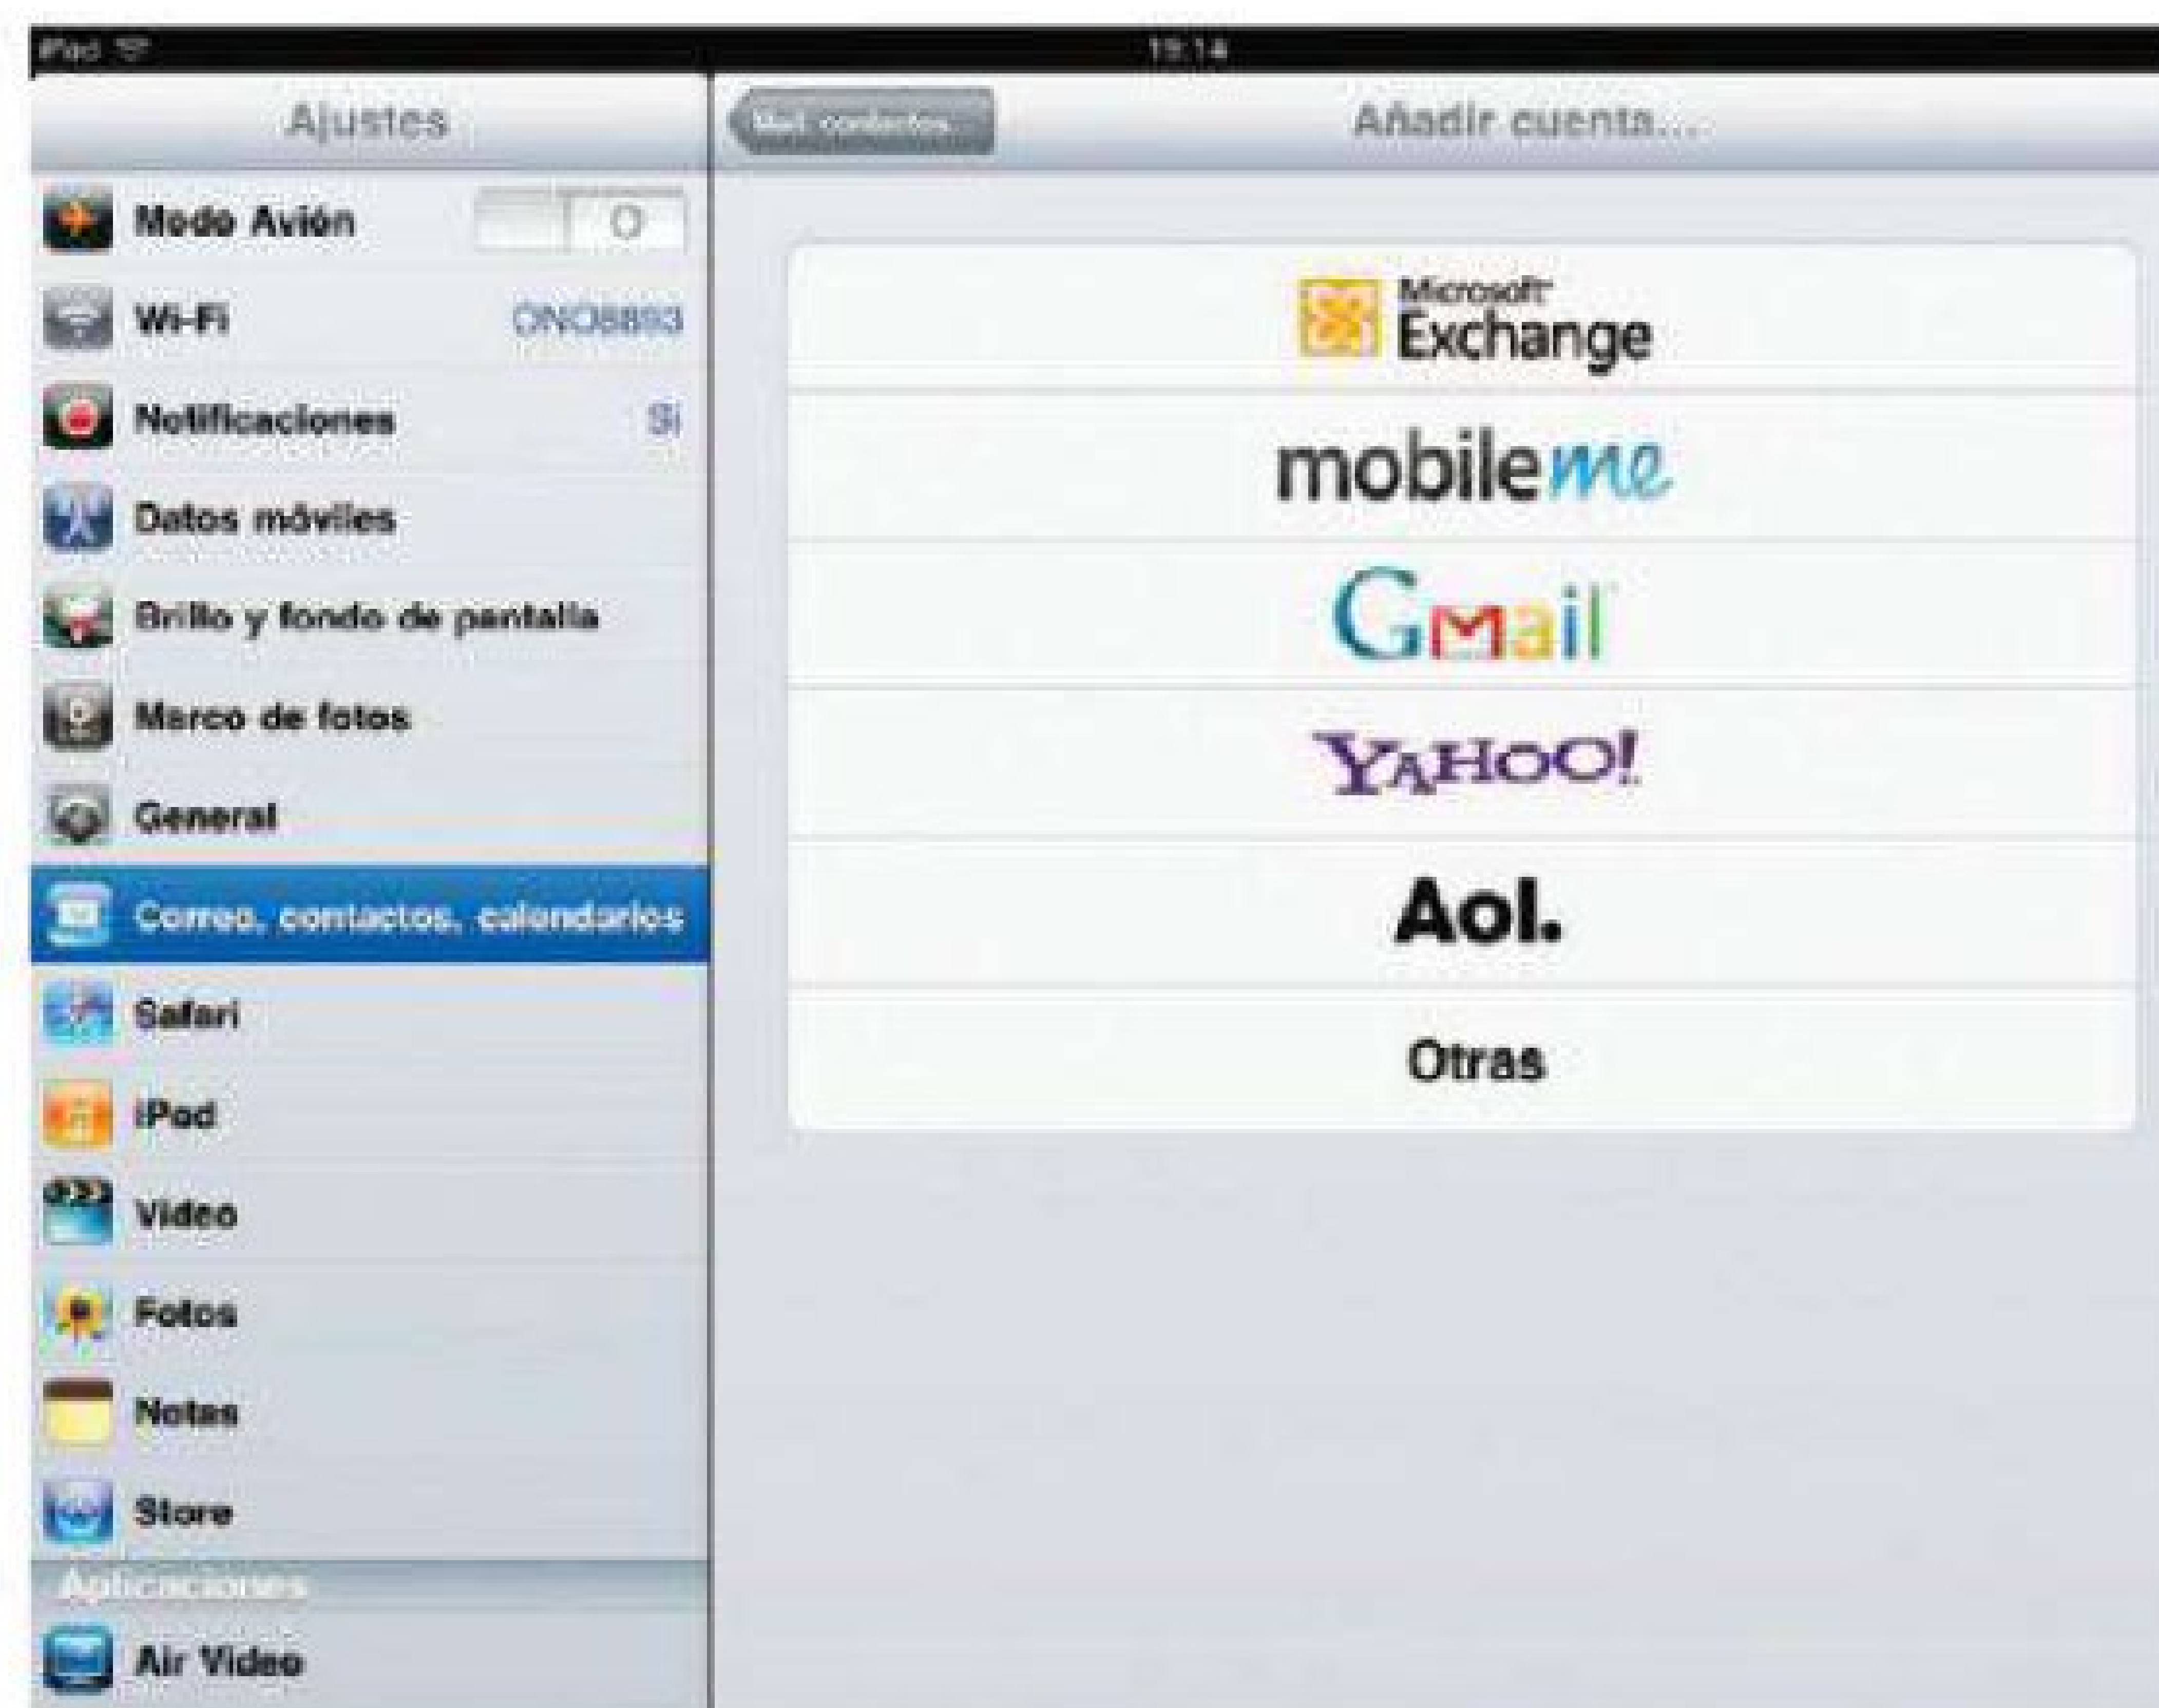 iPad
19:14
Ajustes
Mail, contactos,...
Añadir cuenta...
Modo Avión
O
Wi-Fi
ONO8893
Notificaciones
Sí
Datos móviles
Brillo y fondo de pantalla
Marco de fotos
General
Correo, contactos, calendarios
Safari
iPod
Vídeo
Fotos
Notas
Store
Aplicaciones
Air Video
Microsoft
Exchange
mobileme
Gmail
YAHOO!
Aol.
Otras